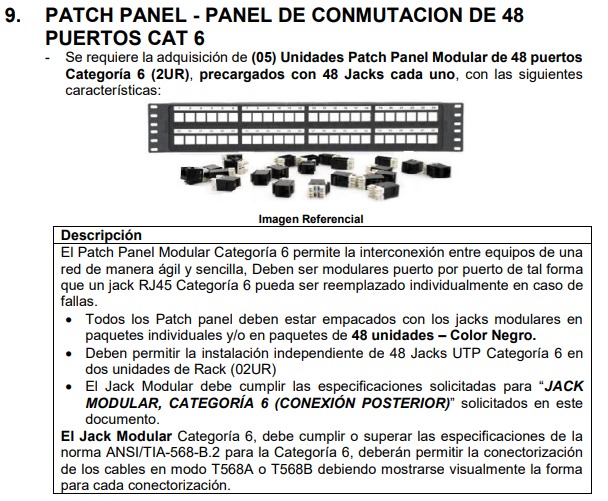 9. PATCH PANEL - PANEL DE CONMUTACION DE 48
PUERTOS CAT 6
- Se requiere la adquisición de (05) Unidades Patch Panel Modular de 48 puertos
Categoría 6 (2UR), precargados con 48 Jacks cada uno, con las siguientes
características:
Imagen Referencial
Descripción
El Patch Panel Modular Categoría 6 permite la interconexión entre equipos de una
red de manera ágil y sencilla, Deben ser modulares puerto por puerto de tal forma
que un jack RJ45 Categoría 6 pueda ser reemplazado individualmente en caso de
fallas.
• Todos los Patch panel deben estar empacados con los jacks modulares en
paquetes individuales y/o en paquetes de 48 unidades – Color Negro.
• Deben permitir la instalación independiente de 48 Jacks UTP Categoría 6 en
dos unidades de Rack (02UR)
• El Jack Modular debe cumplir las especificaciones solicitadas para “JACK
MODULAR, CATEGORÍA 6 (CONEXIÓN POSTERIOR)” solicitados en este
documento.
El Jack Modular Categoría 6, debe cumplir o superar las especificaciones de la
norma ANSI/TIA-568-B.2 para la Categoría 6, deberán permitir la conectorización
de los cables en modo T568A o T568B debiendo mostrarse visualmente la forma
para cada conectorización.